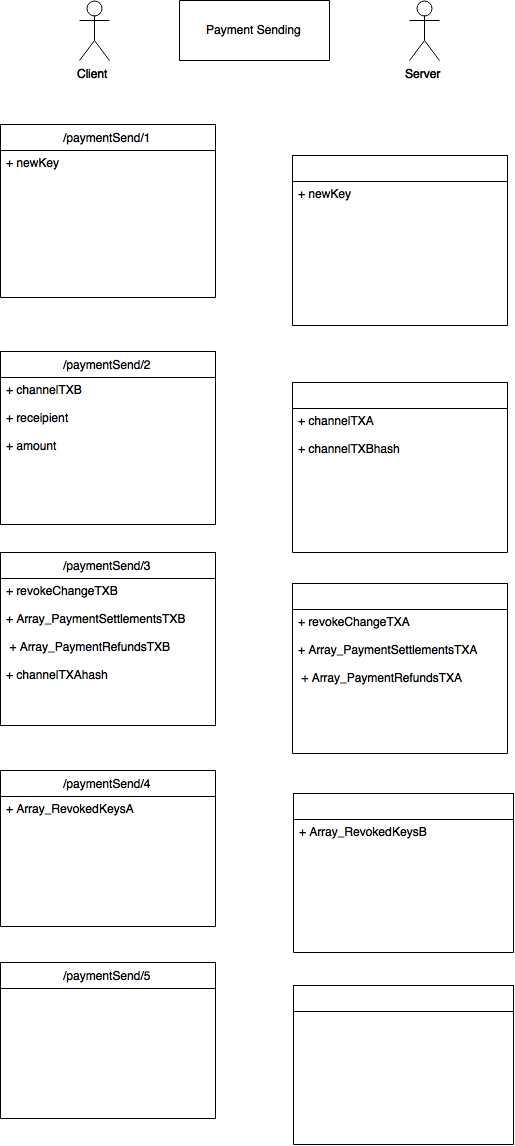 Payment Sending
Client
Server
/paymentSend/1
+ newKey
+ newKey
/paymentSend/2
+ channelTXB
+ receipient
+ amount
+ channelTXA
+ channelTXBhash
/paymentSend/3
+ revokeChangeTXB
+ Array_PaymentSettlementsTXB
+ Array_PaymentRefundsTXB
+ channelTXAhash
+ revokeChangeTXA
+ Array_PaymentSettlementsTXA
+ Array_PaymentRefundsTXA
/paymentSend/4
+ Array_RevokedKeysA
+ Array_RevokedKeysB
/paymentSend/5